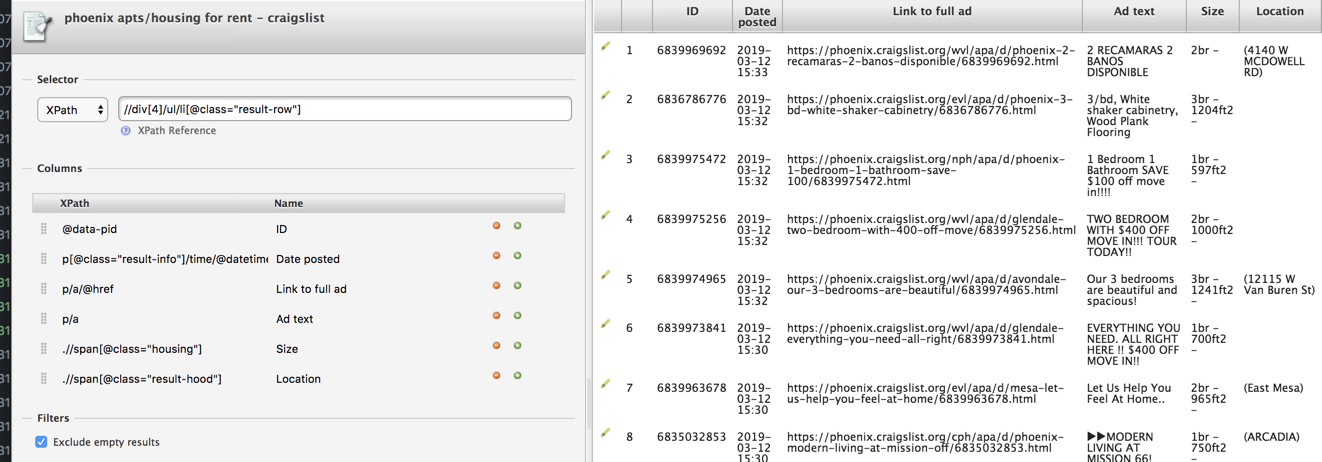 phoenix apts/housing for rent – craigslist
Selector
XPath
//div[4]/ul/li[@class="result-row"]
XPath Reference
Columns
XPath Name
@data-pid ID
p[@class="result-info"]/time/@datetime Date posted
p/a/@href Link to full ad
p/a Ad text
.//span[@class="housing"] Size
.//span[@class="result-hood"] Location
Filters
Exclude empty results
ID Date posted Link to full ad Ad text Size Location
1 6839969692 2019-03-12 15:33 https://phoenix.craigslist.org/wvl/apa/d/phoenix-2-recamaras-2-banos-disponible/6839969692.html 2 RECAMARAS 2 BANOS DISPONIBLE 2br – (4140 W MCDOWELL RD)
2 6836786776 2019-03-12 15:32 https://phoenix.craigslist.org/evl/apa/d/phoenix-3-bd-white-shaker-cabinetry/6836786776.html 3/bd, White shaker cabinetry, Wood Plank Flooring 3br – 1204ft2 –
3 6839975472 2019-03-12 15:32 https://phoenix.craigslist.org/nph/apa/d/phoenix-1-bedroom-1-bathroom-save-100/6839975472.html 1 Bedroom 1 Bathroom SAVE $100 off move in!!!! 1br – 597ft2 –
4 6839975256 2019-03-12 15:32 https://phoenix.craigslist.org/wvl/apa/d/glendale-two-bedroom-with-400-off-move/6839975256.html TWO BEDROOM WITH $400 OFF MOVE IN!!! TOUR TODAY!! 2br – 1000ft2 –
5 6839974965 2019-03-12 15:32 https://phoenix.craigslist.org/wvl/apa/d/avondale-our-3-bedrooms-are-beautiful/6839974965.html Our 3 bedrooms are beautiful and spacious! 3br – 1241ft2 – (12115 W Van Buren St)
6 6839973841 2019-03-12 15:30 https://phoenix.craigslist.org/wvl/apa/d/glendale-everything-you-need-all-right/6839973841.html EVERYTHING YOU NEED. ALL RIGHT HERE !! $400 OFF MOVE IN!! 1br – 700ft2 –
7 6839963678 2019-03-12 15:30 https://phoenix.craigslist.org/evl/apa/d/mesa-let-us-help-you-feel-at-home/6839963678.html Let Us Help You Feel At Home.. 2br – 965ft2 – (East Mesa)
8 6835032853 2019-03-12 15:30 https://phoenix.craigslist.org/cph/apa/d/phoenix-modern-living-at-mission-off/6835032853.html ▶▶MODERN LIVING AT MISSION 66! 1br – 750ft2 – (ARCADIA)